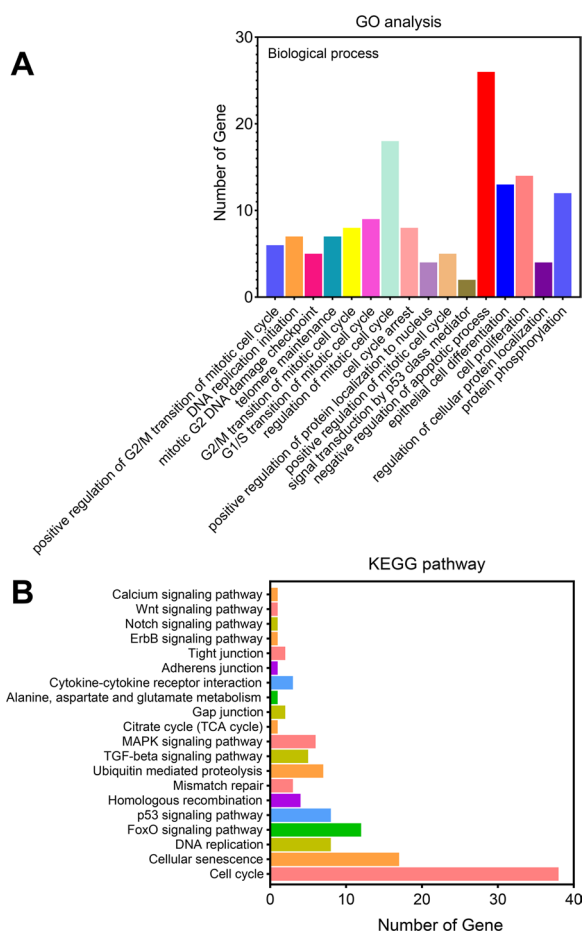 GO analysis
A
Biological process
Number of Gene
30
20
10
0
positive regulation of G2/M transition of mitotic cell cycle
DNA replication initiation
mitotic G2 DNA damage checkpoint
telomere maintenance
G2/M transition of mitotic cell cycle
G1/S transition of mitotic cell cycle
regulation of mitotic cell cycle
cell cycle arrest
positive regulation of protein localization to nucleus
positive regulation of mitotic cell cycle
signal transduction by p53 class mediator
negative regulation of apoptotic process
epithelial cell differentiation
cell proliferation
regulation of cellular protein localization
protein phosphorylation
B
KEGG pathway
Calcium signaling pathway
Wnt signaling pathway
Notch signaling pathway
ErbB signaling pathway
Tight junction
Adherens junction
Cytokine-cytokine receptor interaction
Alanine, aspartate and glutamate metabolism
Gap junction
Citrate cycle (TCA cycle)
MAPK signaling pathway
TGF-beta signaling pathway
Ubiquitin mediated proteolysis
Mismatch repair
Homologous recombination
p53 signaling pathway
FoxO signaling pathway
DNA replication
Cellular senescence
Cell cycle
0 10 20 30 40
Number of Gene